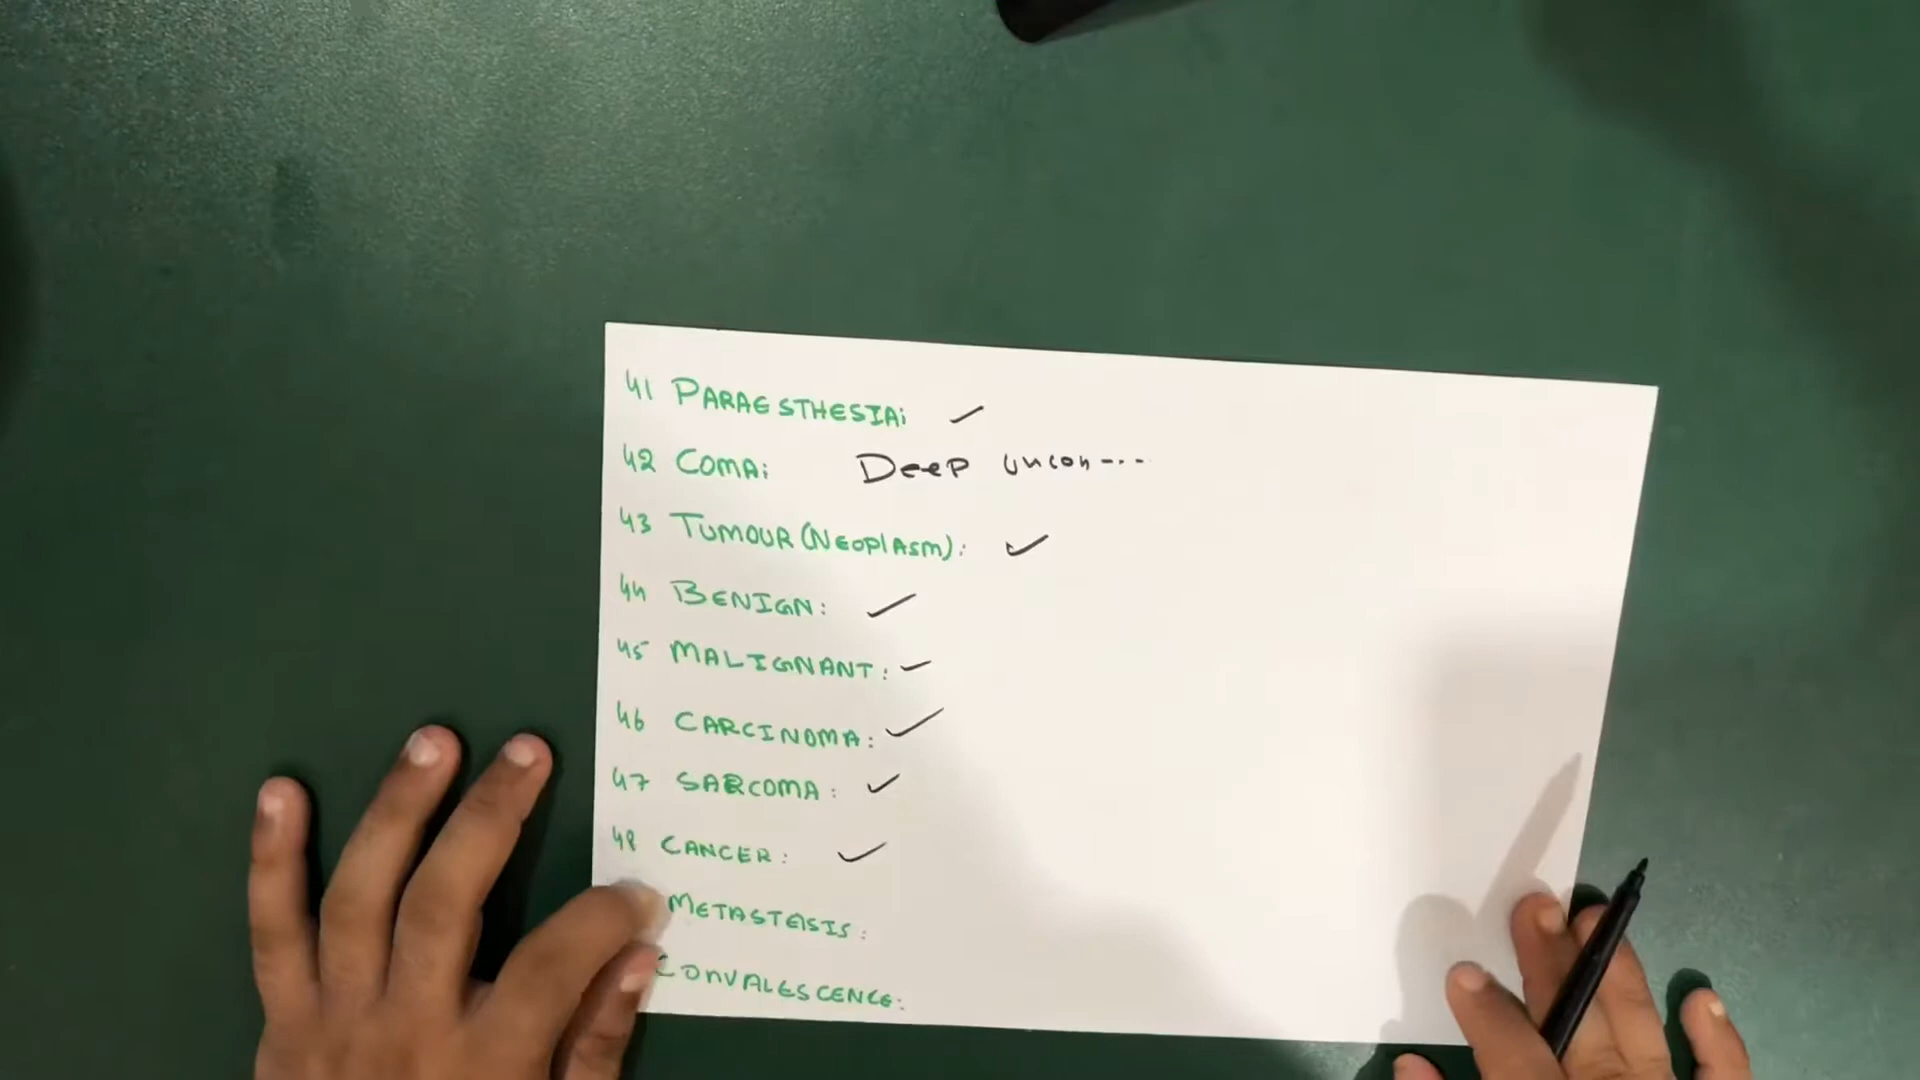 41 PARAESTHESIA:
42 COMA: Deep uncon---
43 TUMOUR (NEOPLASM):
44 BENIGN:
45 MALIGNANT:
46 CARCINOMA:
47 SARCOMA:
48 CANCER:
METASTASIS:
CONVALESCENCE: